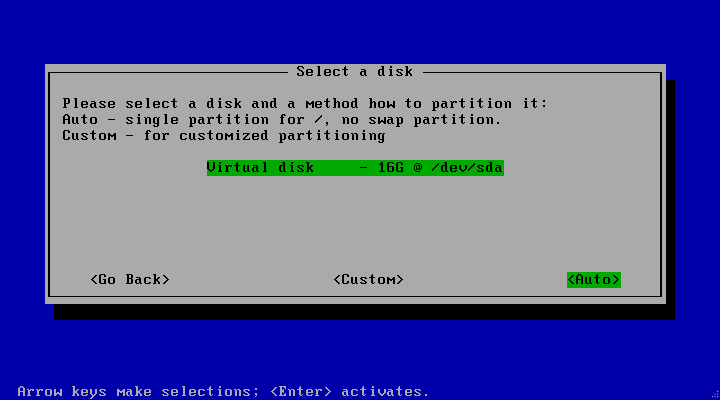 Select a disk
Please select a disk and a method how to partition it:
Auto - single partition for /, no swap partition.
Custom - for customized partitioning
Virtual disk - 16G @ /dev/sda
<Go Back> <Custom> <Auto>
Arrow keys make selections; <Enter> activates.